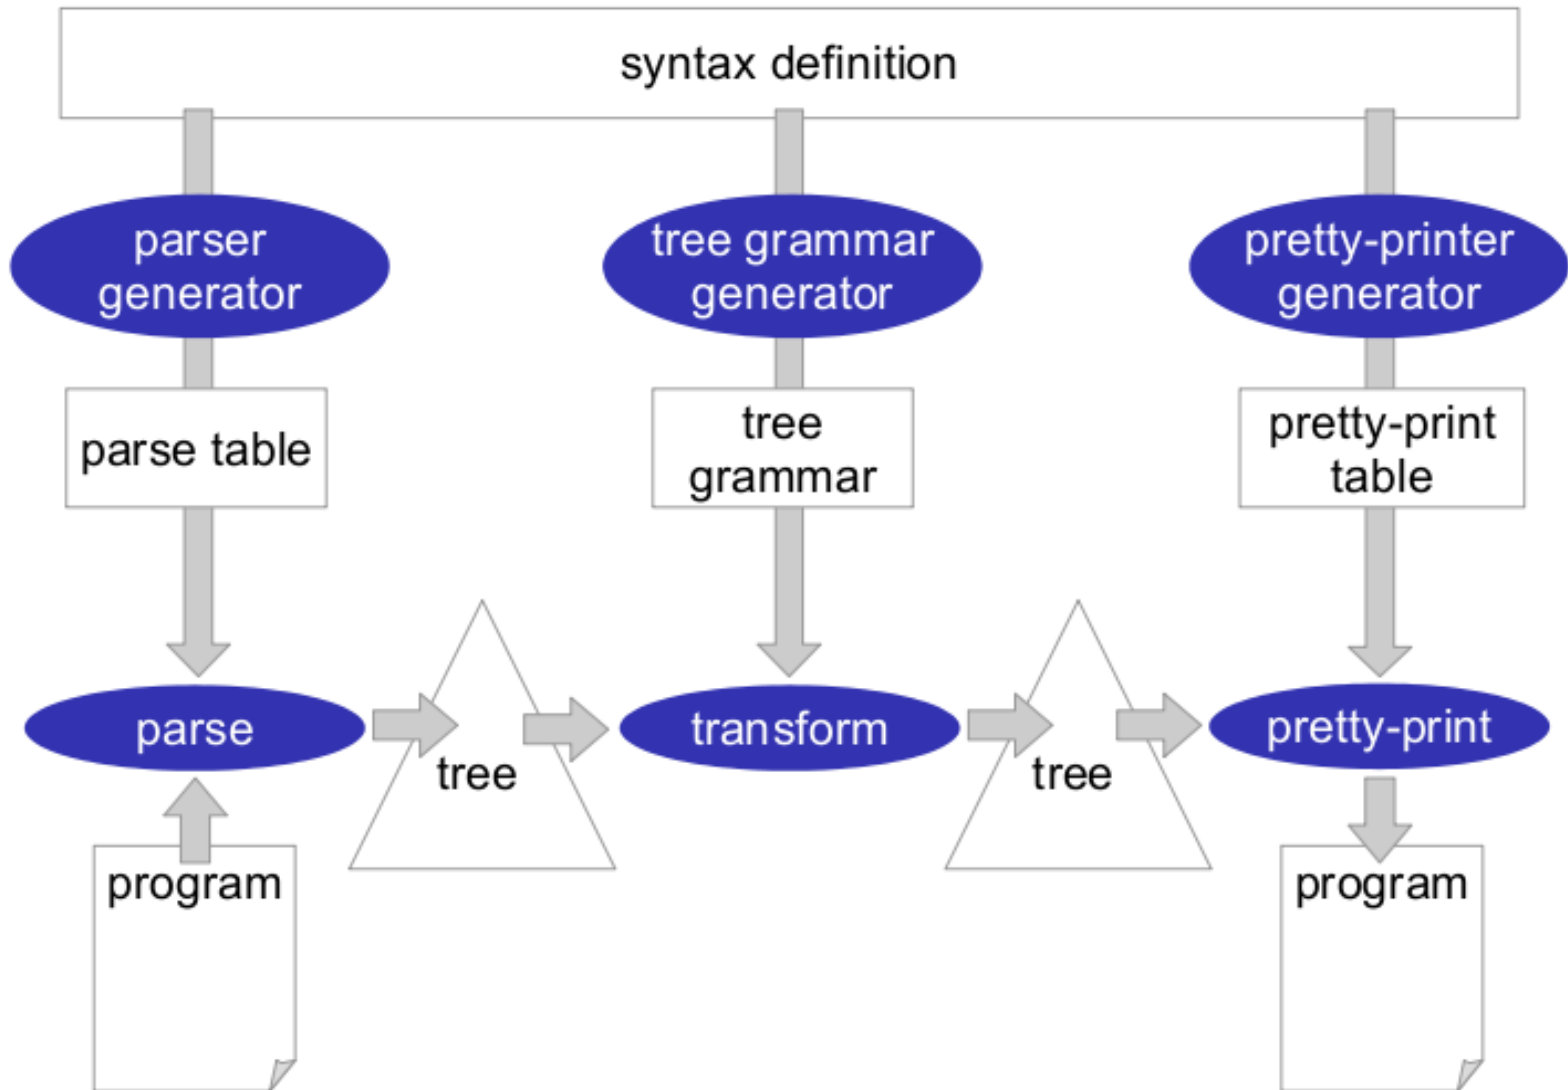 syntax definition
parser
generator
tree grammar
generator
pretty-printer
generator
parse table
tree
grammar
pretty-print
table
parse
tree
transform
tree
pretty-print
program
program